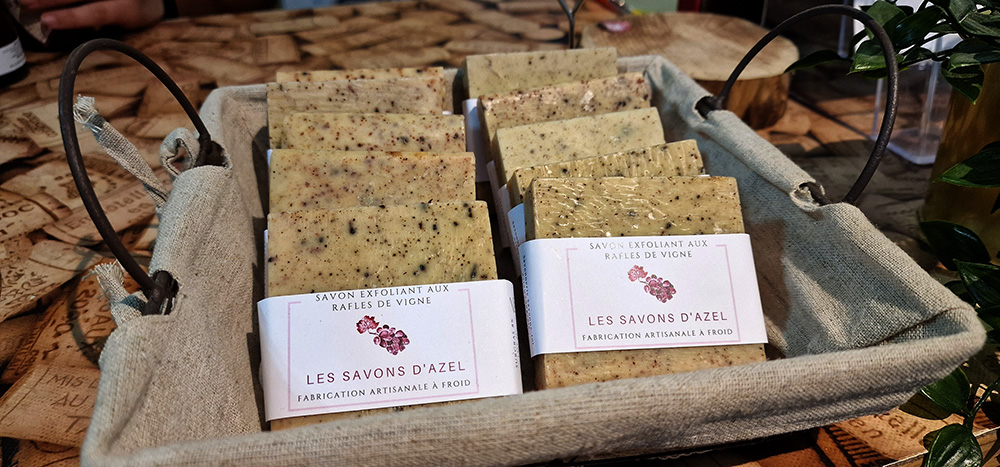 SAVON EXFOLIANT AUX
RAFLES DE VIGNE
LES SAVONS D'AZEL
FABRICATION ARTISANALE À FROID
SAVON EXFOLIANT AUX
RAFLES DE VIGNE
LES SAVONS D'AZEL
FABRICATION ARTISANALE À FROID
MIS